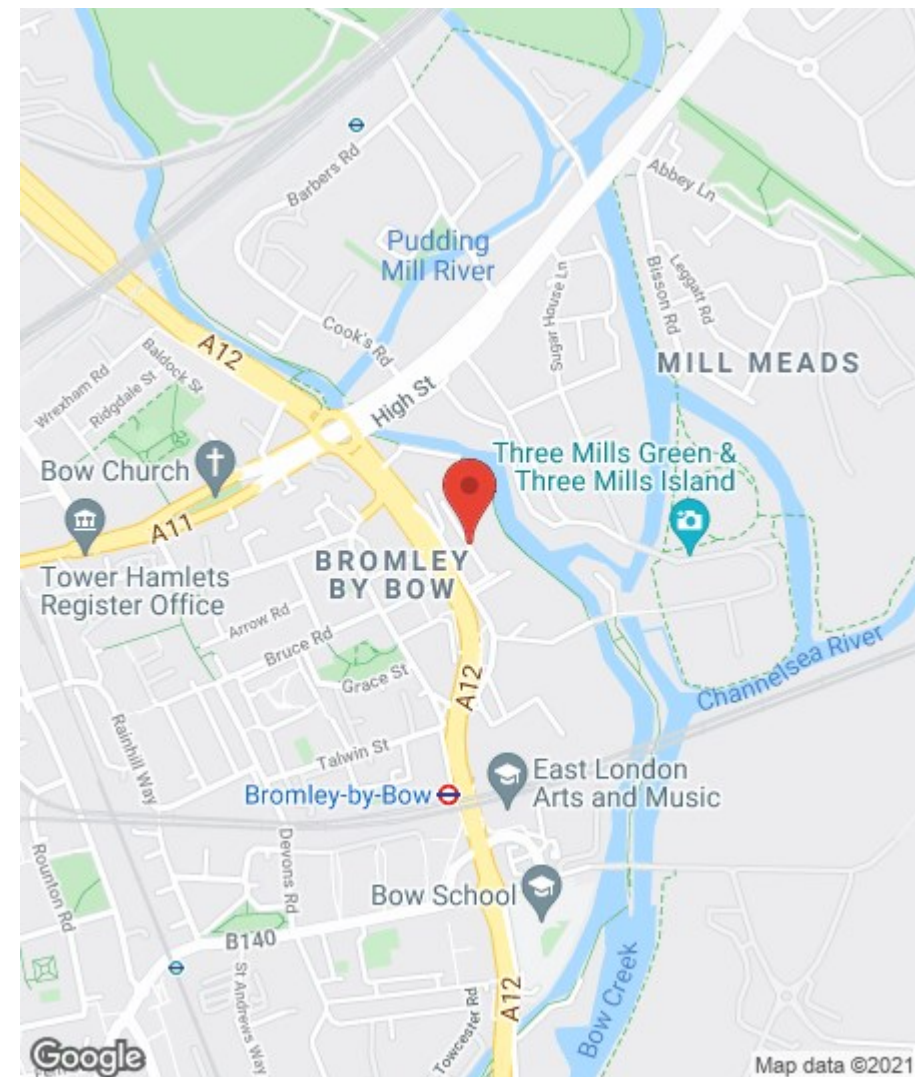 Barbers Rd
Abbey Ln
Pudding
Mill River
Sugar House Ln
Bisson Rd
Leggatt Rd
Cook's Rd
MILL MEADS
A12
Baldock St
Wrexham Rd
Ridgdale St
High St
Bow Church
Three Mills Green &
Three Mills Island
A11
Tower Hamlets
Register Office
BROMLEY
BY BOW
Arrow Rd
Bruce Rd
Grace St
A12
Channelsea River
Rainhill Way
Talwin St
Bromley-by-Bow
East London
Arts and Music
Devons Rd
Rounton Rd
Bow School
B140
St Andrews Way
Towcester Rd
A12
Bow Creek
Google
Map data ©2021